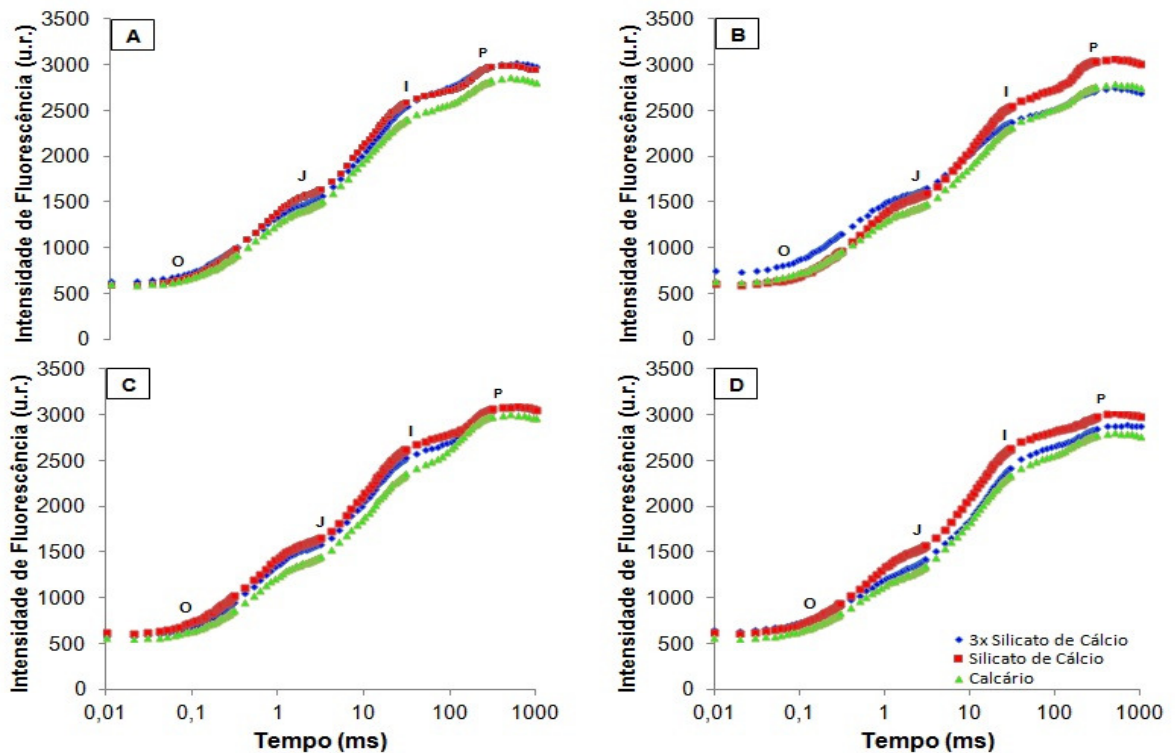 A
Intensidade de Fluorescência (u.r.)
3500
3000
2500
2000
1500
1000
500
0
O
J
I
P
B
Intensidade de Fluorescência (u.r.)
3500
3000
2500
2000
1500
1000
500
0
O
J
I
P
C
Intensidade de Fluorescência (u.r.)
3500
3000
2500
2000
1500
1000
500
0
O
J
I
P
0,01 0,1 1 10 100 1000
Tempo (ms)
D
Intensidade de Fluorescência (u.r.)
3500
3000
2500
2000
1500
1000
500
0
O
J
I
P
3x Silicato de Cálcio
Silicato de Cálcio
Calcário
0,01 0,1 1 10 100 1000
Tempo (ms)